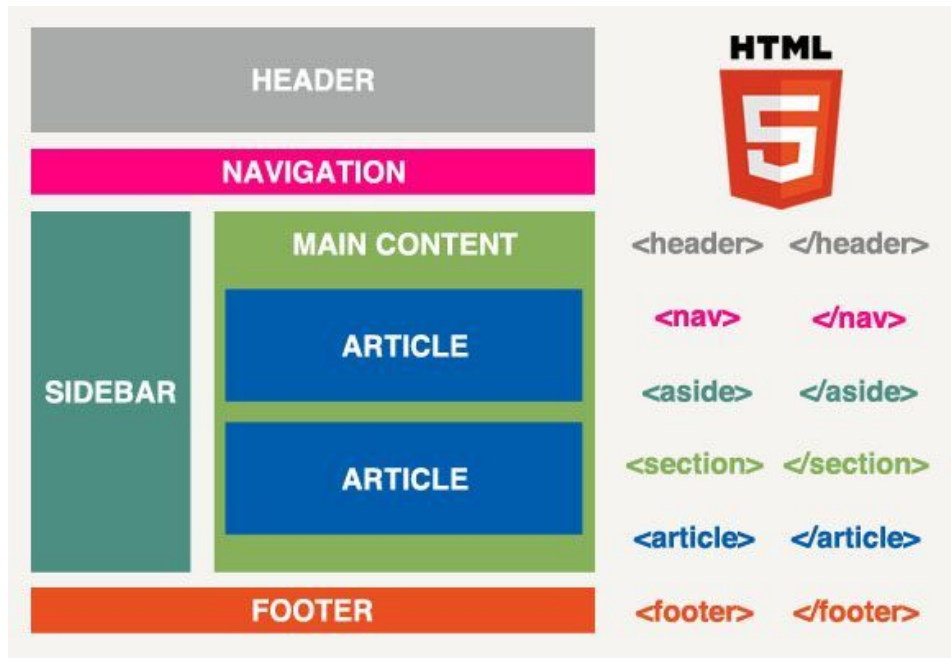 HEADER
NAVIGATION
SIDEBAR
MAIN CONTENT
ARTICLE
ARTICLE
FOOTER
HTML
5
<header> </header>
<nav> </nav>
<aside> </aside>
<section> </section>
<article> </article>
<footer> </footer>